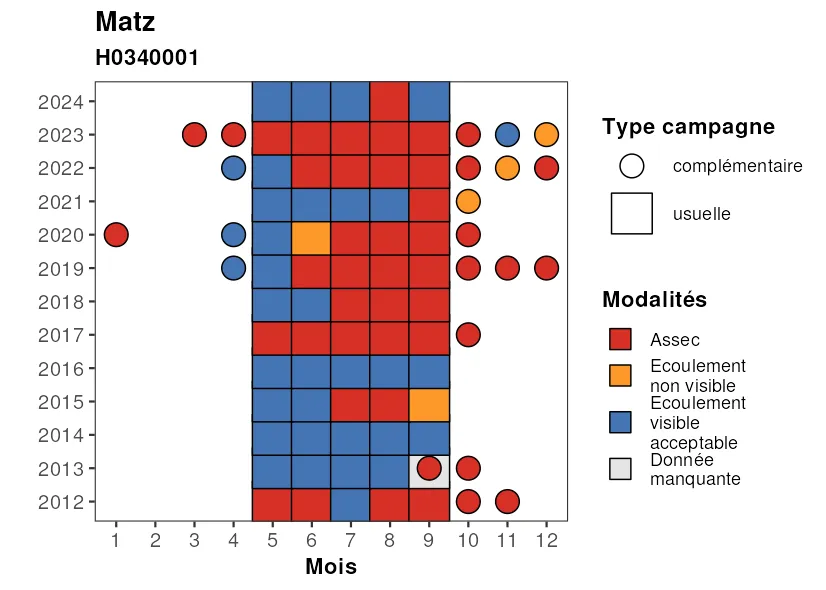 Matz
H0340001
2024
2023
2022
2021
2020
2019
2018
2017
2016
2015
2014
2013
2012
1 2 3 4 5 6 7 8 9 10 11 12
Mois
Type campagne
complémentaire
usuelle
Modalités
Assec
Ecoulement
non visible
Ecoulement
visible
acceptable
Donnée
manquante